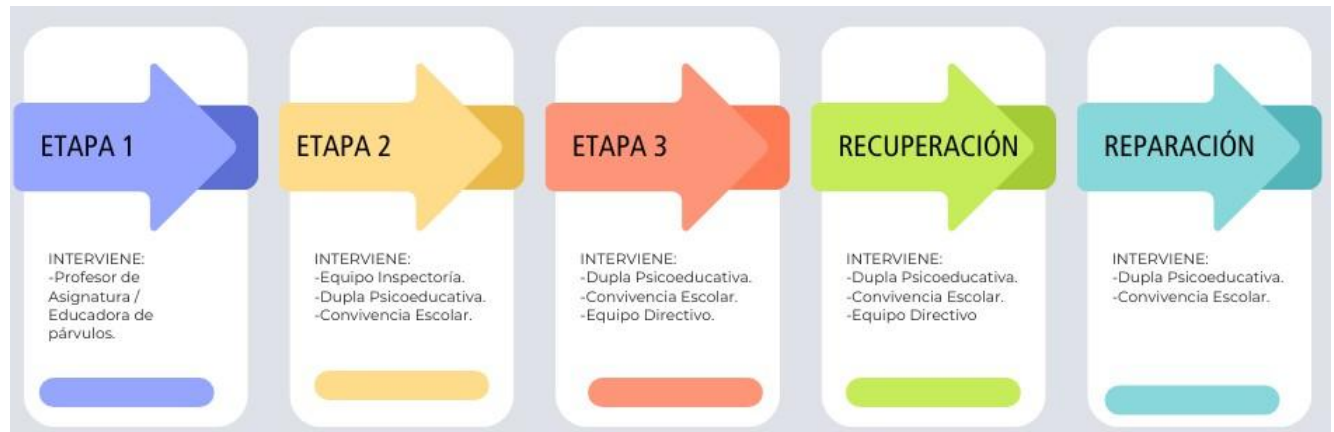 ETAPA 1
INTERVIENE:
-Profesor de
Asignatura /
Educadora de
párvulos.
ETAPA 2
INTERVIENE:
-Equipo Inspectoría.
-Dupla Psicoeducativa.
-Convivencia Escolar.
ETAPA 3
INTERVIENE:
-Dupla Psicoeducativa.
-Convivencia Escolar.
-Equipo Directivo.
RECUPERACIÓN
INTERVIENE:
-Dupla Psicoeducativa.
-Convivencia Escolar.
-Equipo Directivo
REPARACIÓN
INTERVIENE:
-Dupla Psicoeducativa.
-Convivencia Escolar.